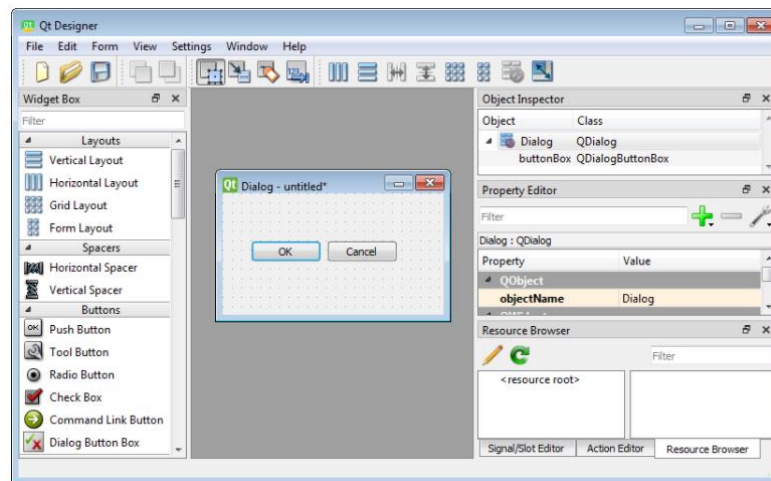 Qt Designer
File Edit Form View Settings Window Help
Widget Box
Filter
Layouts
Vertical Layout
Horizontal Layout
Grid Layout
Form Layout
Spacers
Horizontal Spacer
Vertical Spacer
Buttons
OK Push Button
Tool Button
Radio Button
Check Box
Command Link Button
Dialog Button Box
Qt Dialog - untitled*
OK Cancel
Object Inspector
Object Class
Dialog QDialog
buttonBox QDialogButtonBox
Property Editor
Filter
Dialog : QDialog
Property Value
QObject
objectName Dialog
Resource Browser
Filter
<resource root>
Signal/Slot Editor Action Editor Resource Browser